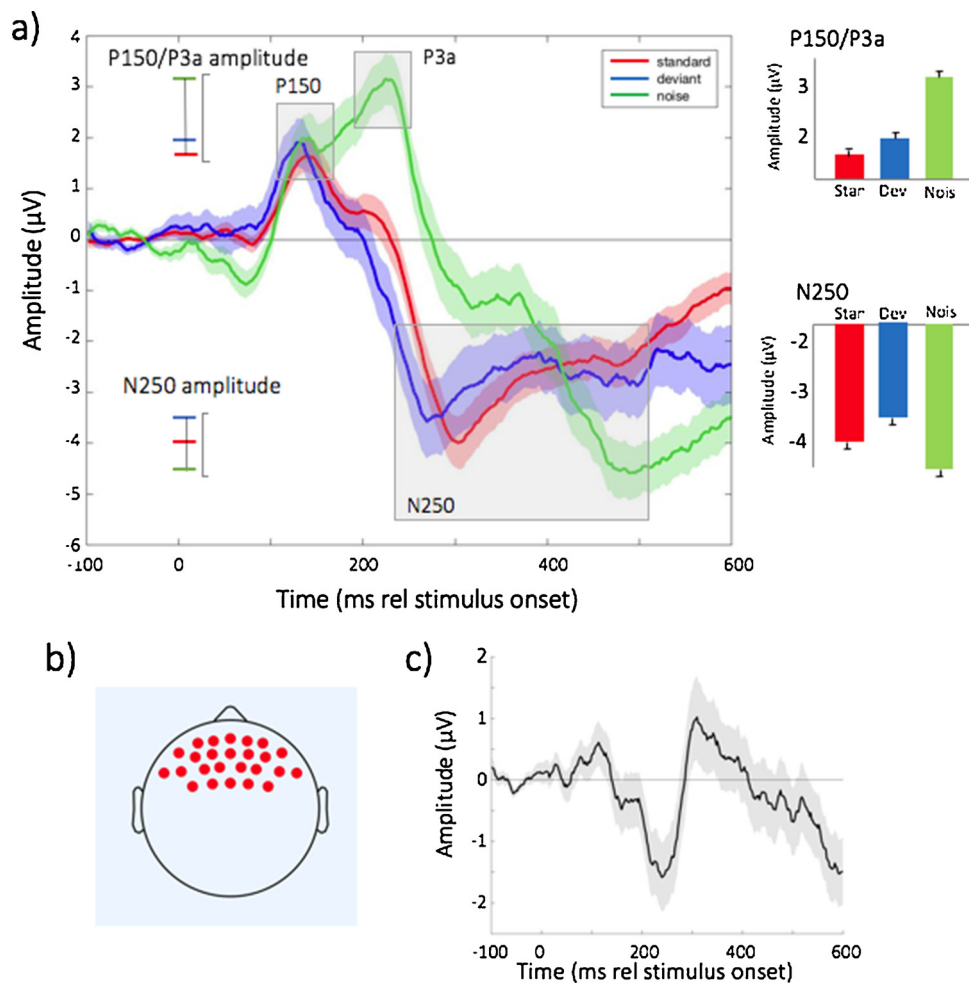 a)
P150/P3a amplitude
P150
P3a
standard
deviant
noise
4
3
2
1
0
-1
-2
-3
-4
-5
-6
Amplitude (μV)
N250 amplitude
N250
-100
0
200
400
600
Time (ms rel stimulus onset)
P150/P3a
Amplitude (μV)
3
2
Stan Dev Nois
N250
Stan Dev Nois
Amplitude (μV)
-2
-3
-4
b)
c)
Amplitude (μV)
2
1
0
-1
-2
-100 0 200 400 600
Time (ms rel stimulus onset)